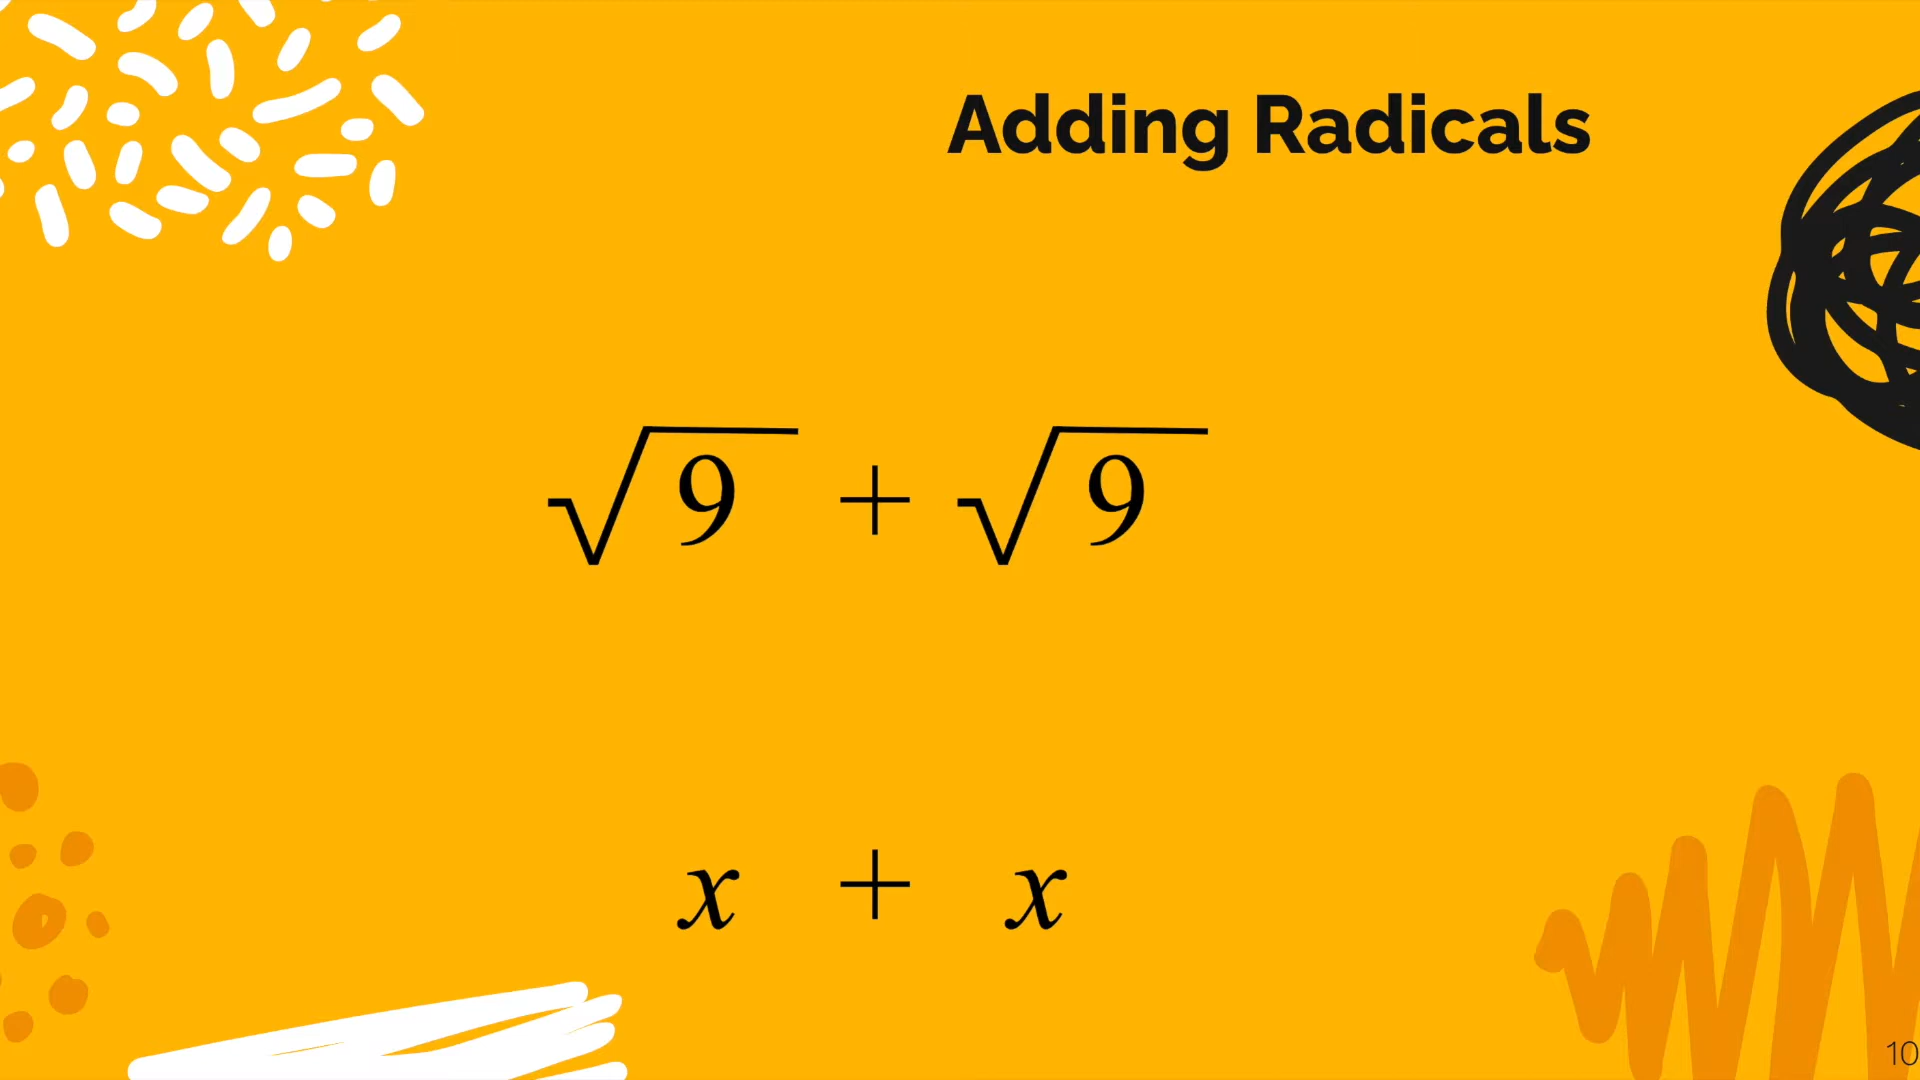 Adding Radicals
√9 + √9
x + x
10